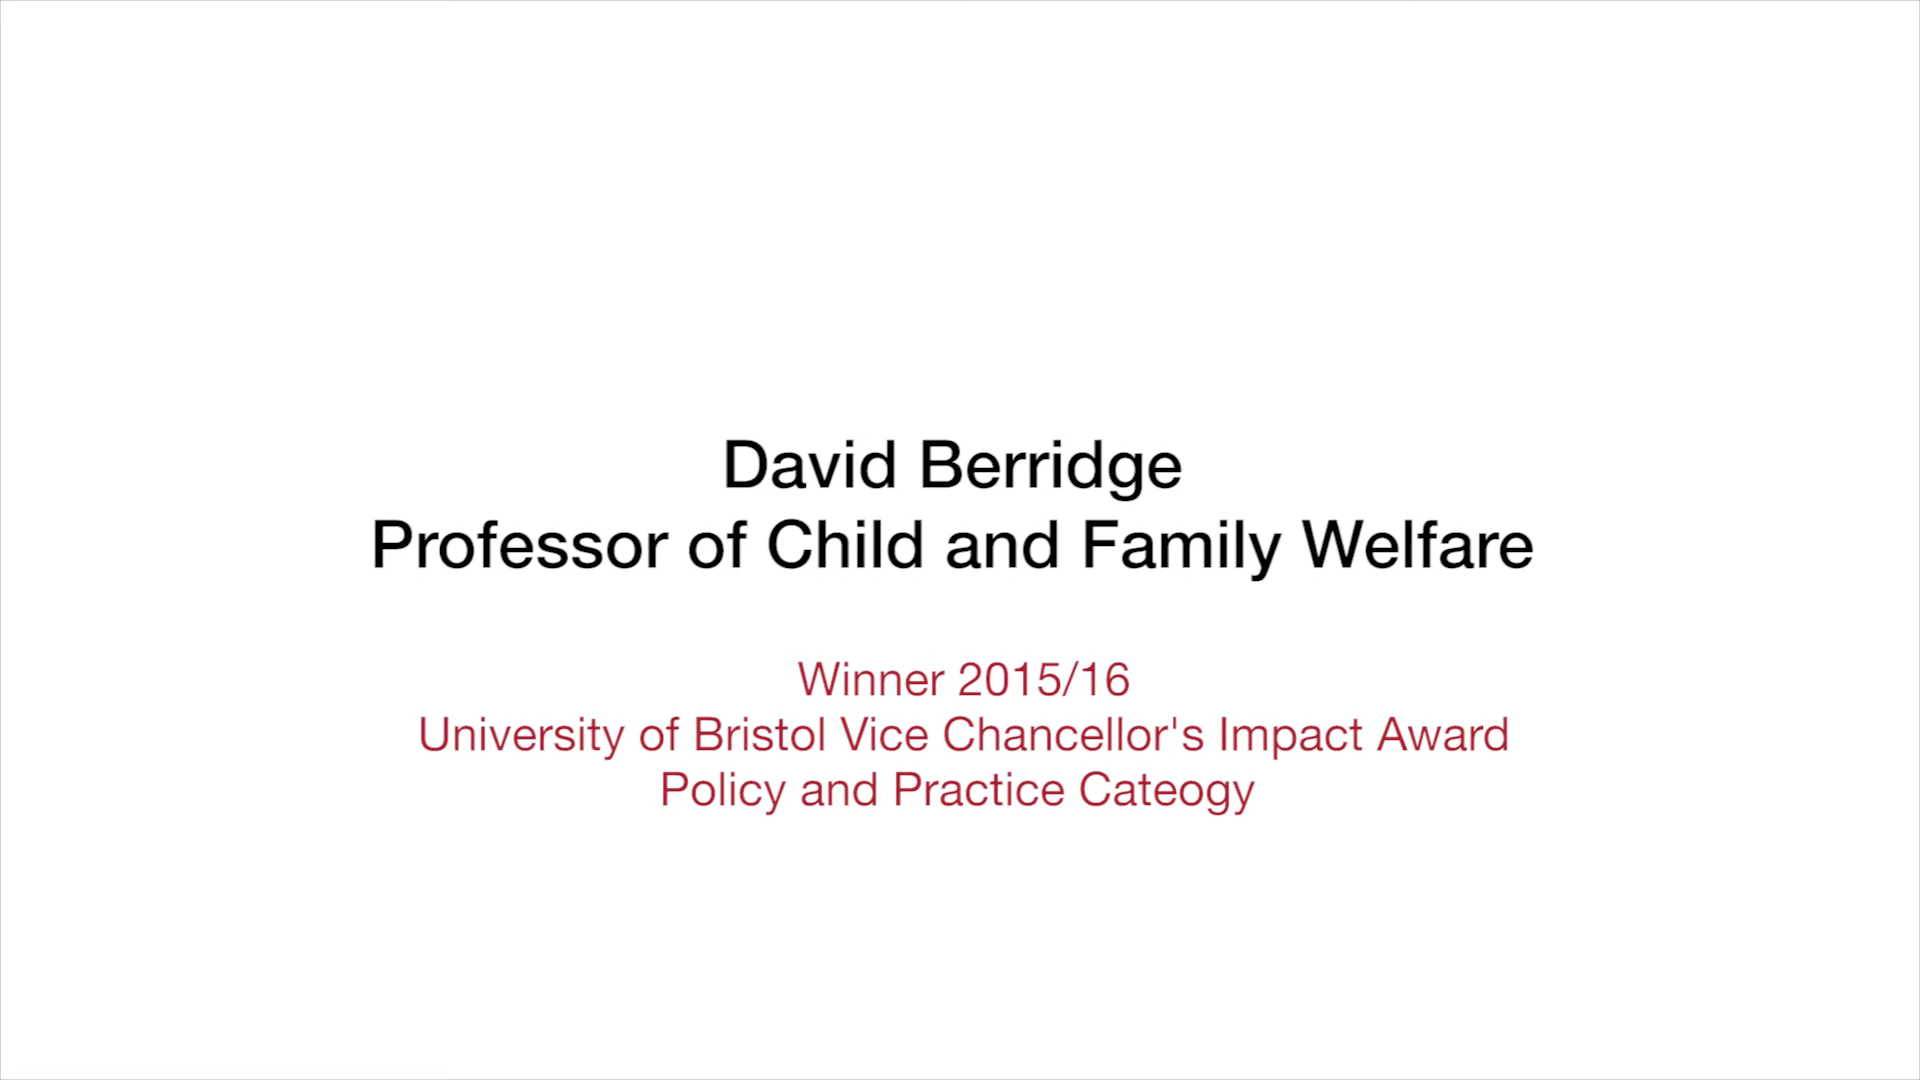 David Berridge
Professor of Child and Family Welfare
Winner 2015/16
University of Bristol Vice Chancellor's Impact Award
Policy and Practice Cateogy